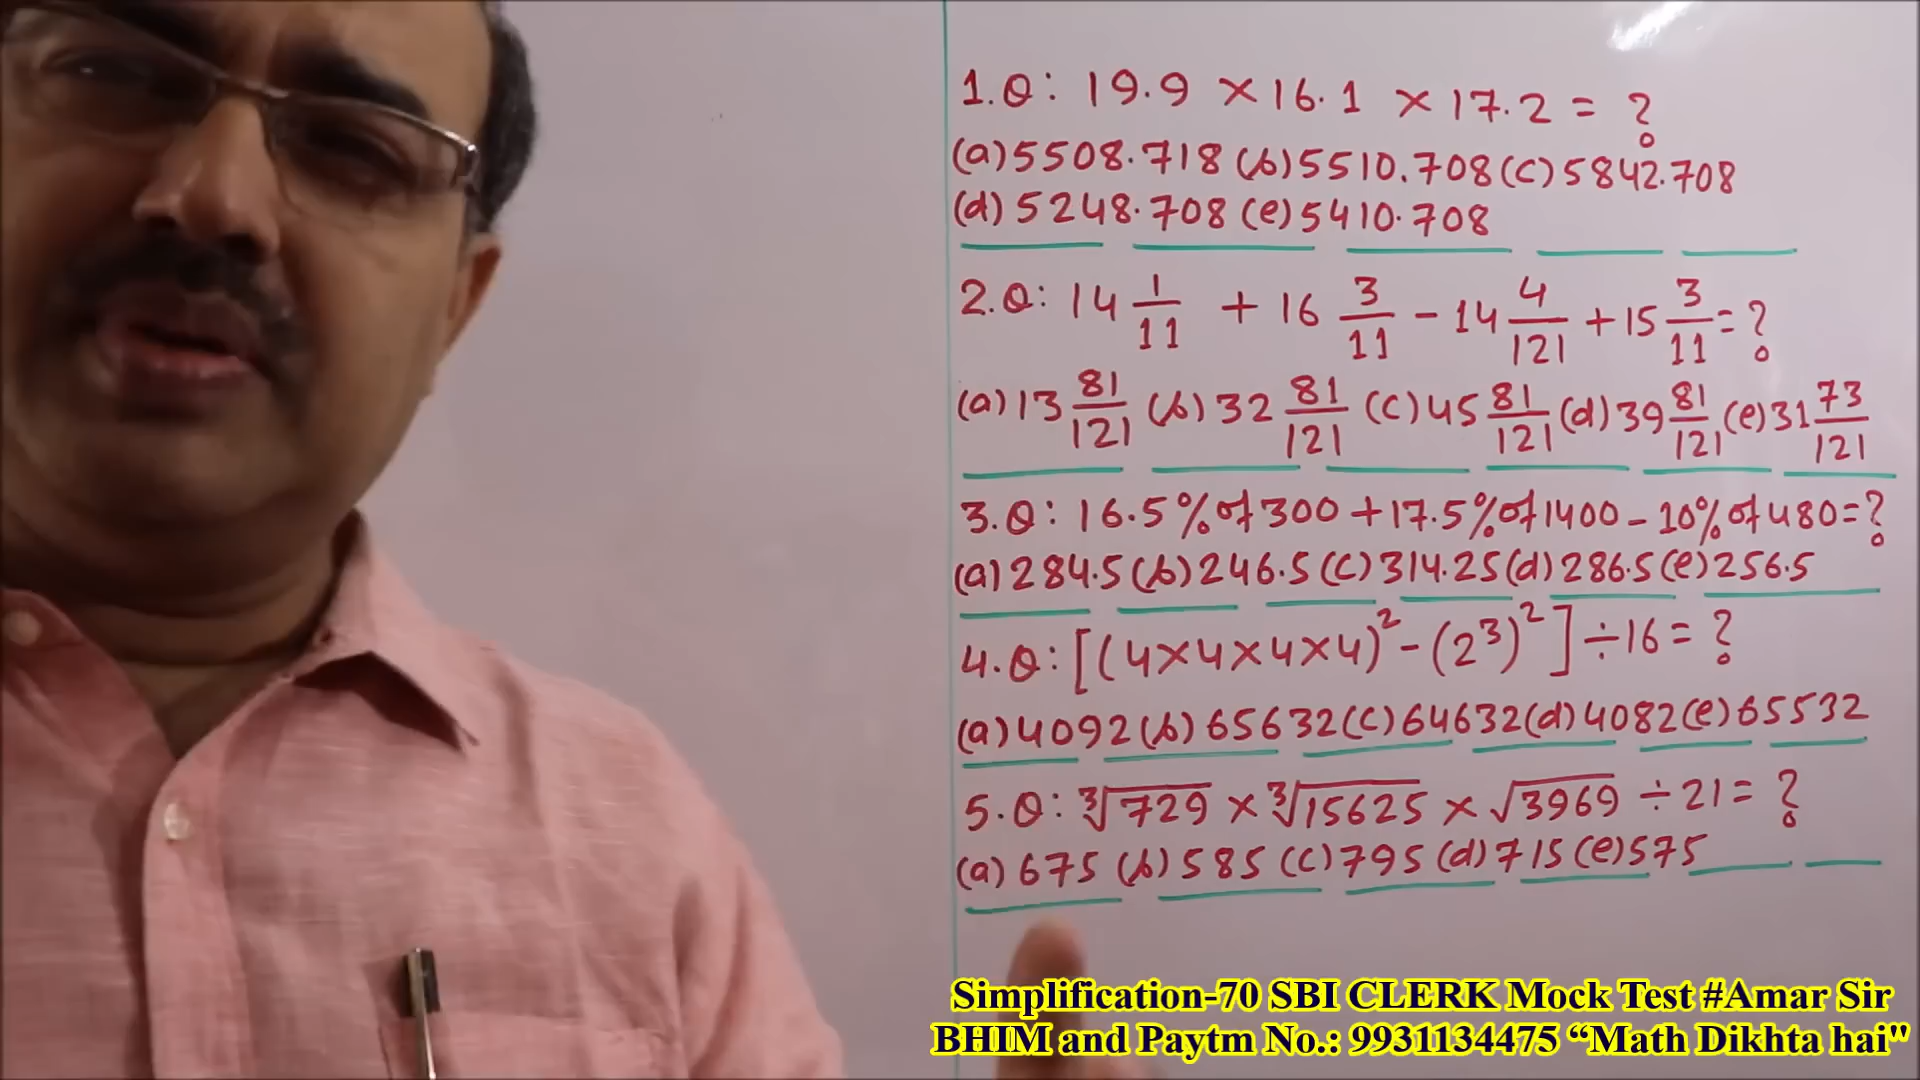 1.Q: 19.9 × 16.1 × 17.2 = ?
(a) 5508.718 (b) 5510.708 (c) 5842.708
(d) 5248.708 (e) 5410.708
2.Q: 14 1/11 + 16 3/11 - 14 4/121 + 15 3/11 = ?
(a) 13 81/121 (b) 32 81/121 (c) 45 81/121 (d) 39 81/121 (e) 31 73/121
3.Q: 16.5% of 300 + 17.5% of 1400 - 10% of 480 = ?
(a) 284.5 (b) 246.5 (c) 314.25 (d) 286.5 (e) 256.5
4.Q: [(4×4×4×4)² - (2³)²] ÷ 16 = ?
(a) 4092 (b) 65632 (c) 64632 (d) 4082 (e) 65532
5.Q: ∛729 × ∛15625 × √3969 ÷ 21 = ?
(a) 675 (b) 585 (c) 795 (d) 715 (e) 575
Simplification-70 SBI CLERK Mock Test #Amar Sir
BHIM and Paytm No.: 9931134475 “Math Dikhta hai"